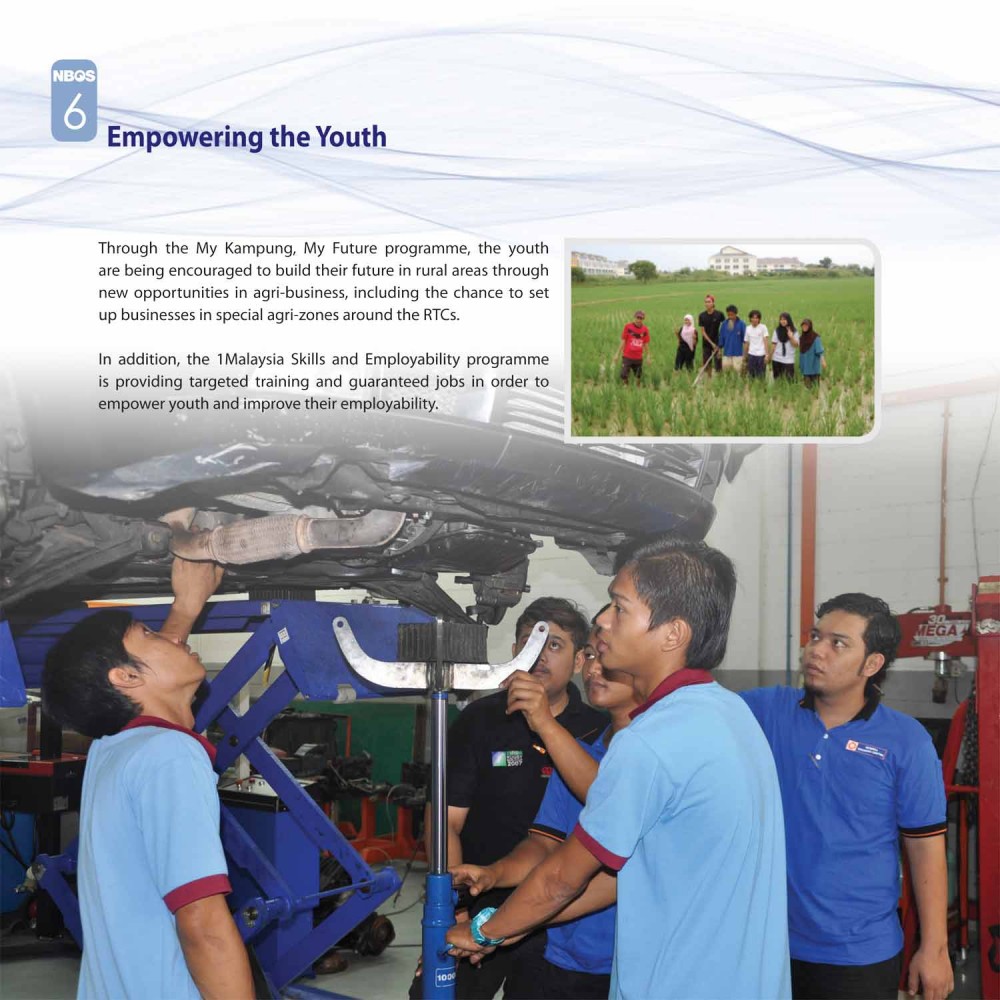 NBOS
6
Empowering the Youth
Through the My Kampung, My Future programme, the youth
are being encouraged to build their future in rural areas through
new opportunities in agri-business, including the chance to set
up businesses in special agri-zones around the RTCs.
In addition, the 1Malaysia Skills and Employability programme
is providing targeted training and guaranteed jobs in order to
empower youth and improve their employability.
30
MEGA
2007
1000